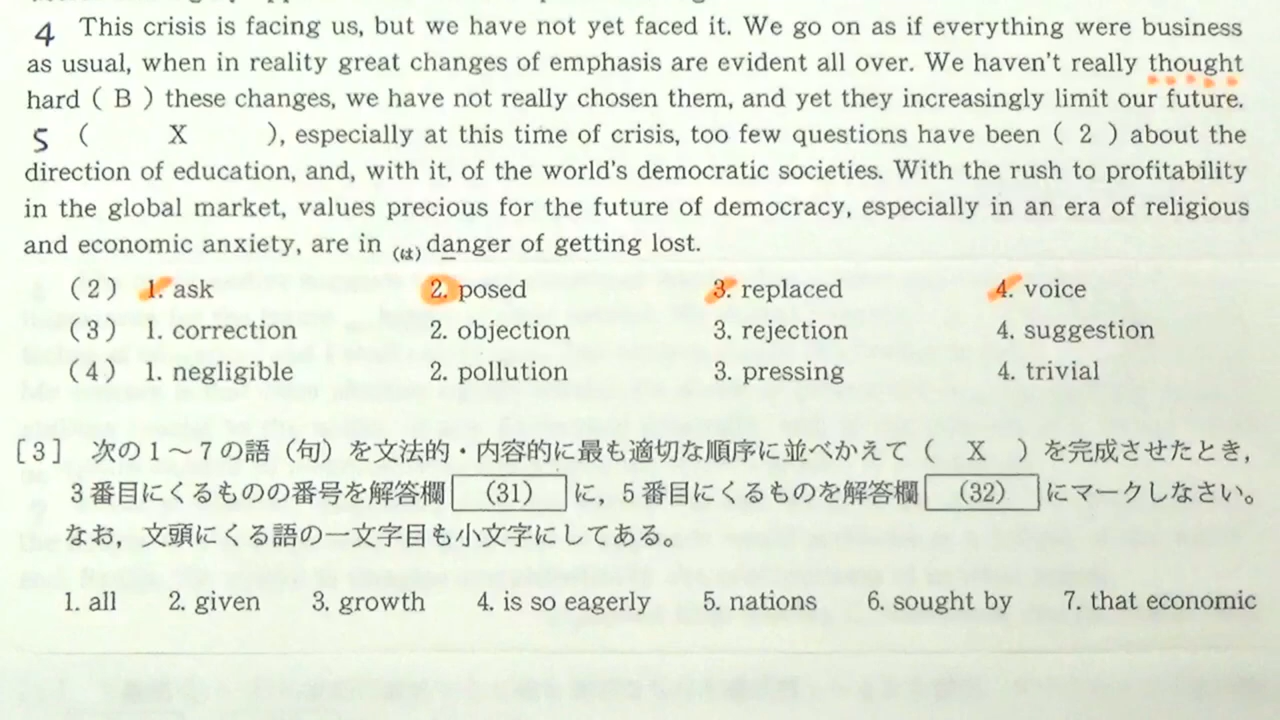 4 This crisis is facing us, but we have not yet faced it. We go on as if everything were business
as usual, when in reality great changes of emphasis are evident all over. We haven't really thought
hard ( B ) these changes, we have not really chosen them, and yet they increasingly limit our future.
5 ( X ), especially at this time of crisis, too few questions have been ( 2 ) about the
direction of education, and, with it, of the world's democratic societies. With the rush to profitability
in the global market, values precious for the future of democracy, especially in an era of religious
and economic anxiety, are in (は) danger of getting lost.
(2) 1. ask 2. posed 3. replaced 4. voice
(3) 1. correction 2. objection 3. rejection 4. suggestion
(4) 1. negligible 2. pollution 3. pressing 4. trivial
[3] 次の1～7の語（句）を文法的・内容的に最も適切な順序に並べかえて（ X ）を完成させたとき，
3番目にくるものの番号を解答欄 (31) に，5番目にくるものを解答欄 (32) にマークしなさい。
なお，文頭にくる語の一文字目も小文字にしてある。
1. all 2. given 3. growth 4. is so eagerly 5. nations 6. sought by 7. that economic